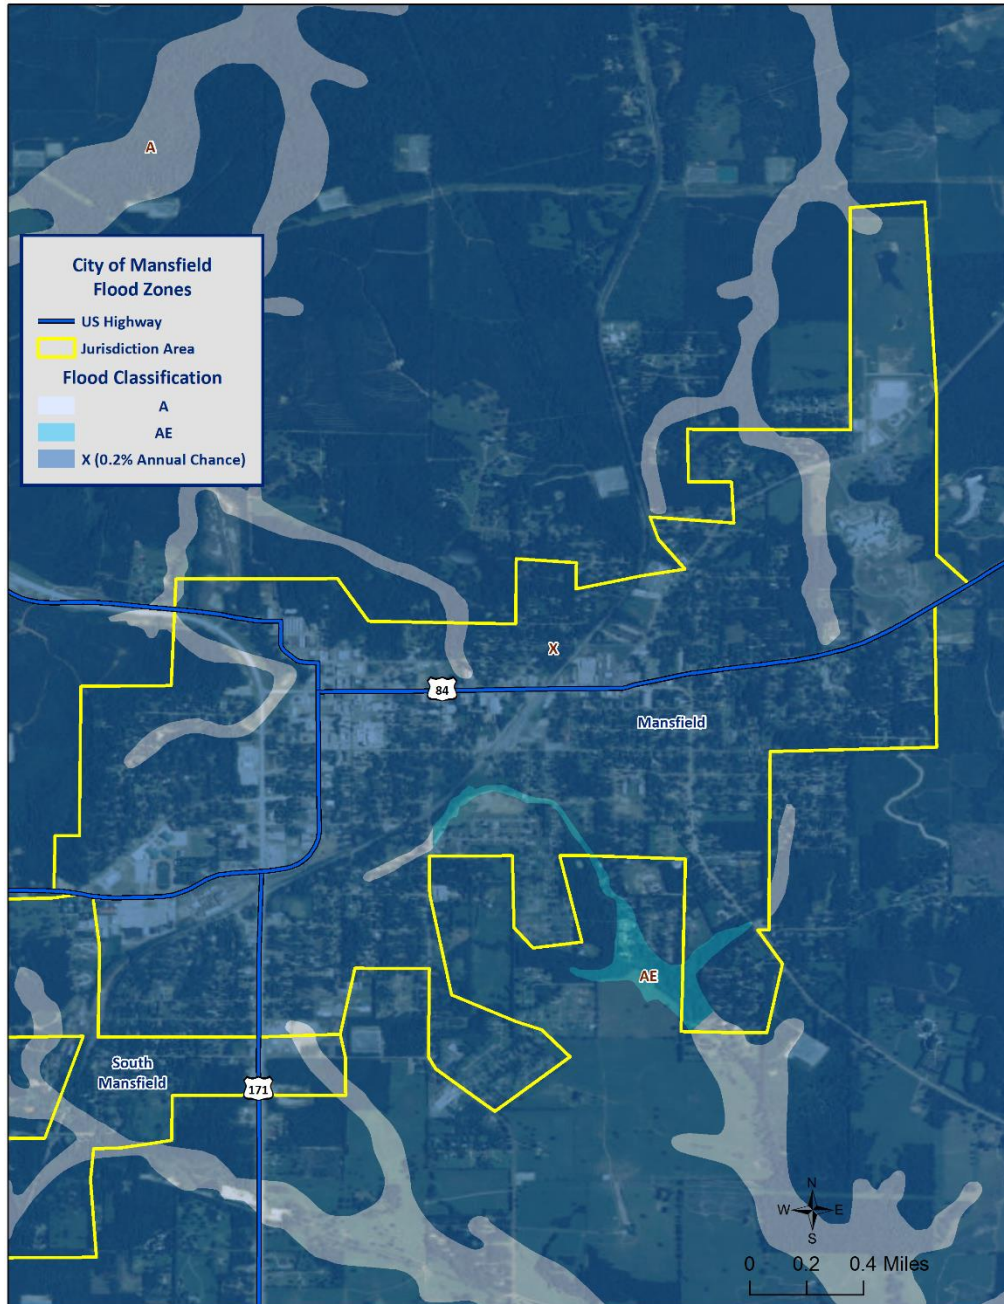 A
City of Mansfield
Flood Zones
US Highway
Jurisdiction Area
Flood Classification
A
AE
X (0.2% Annual Chance)
X
84
Mansfield
AE
South
Mansfield
171
N
W E
S
0 0.2 0.4 Miles